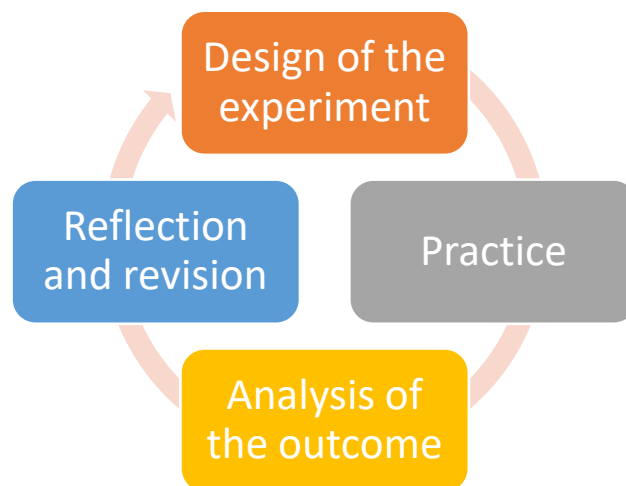 Design of the
experiment
Practice
Analysis of
the outcome
Reflection
and revision